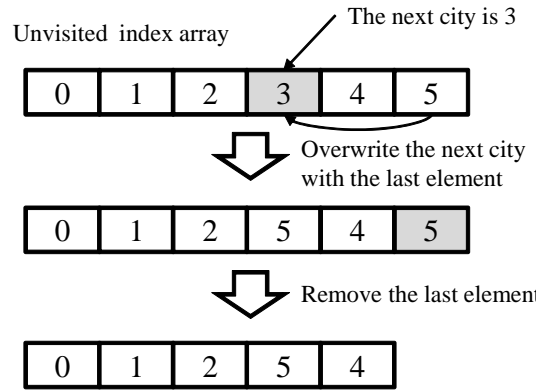 The next city is 3
Unvisited index array
0 1 2 3 4 5
Overwrite the next city
with the last element
0 1 2 5 4 5
Remove the last element
0 1 2 5 4